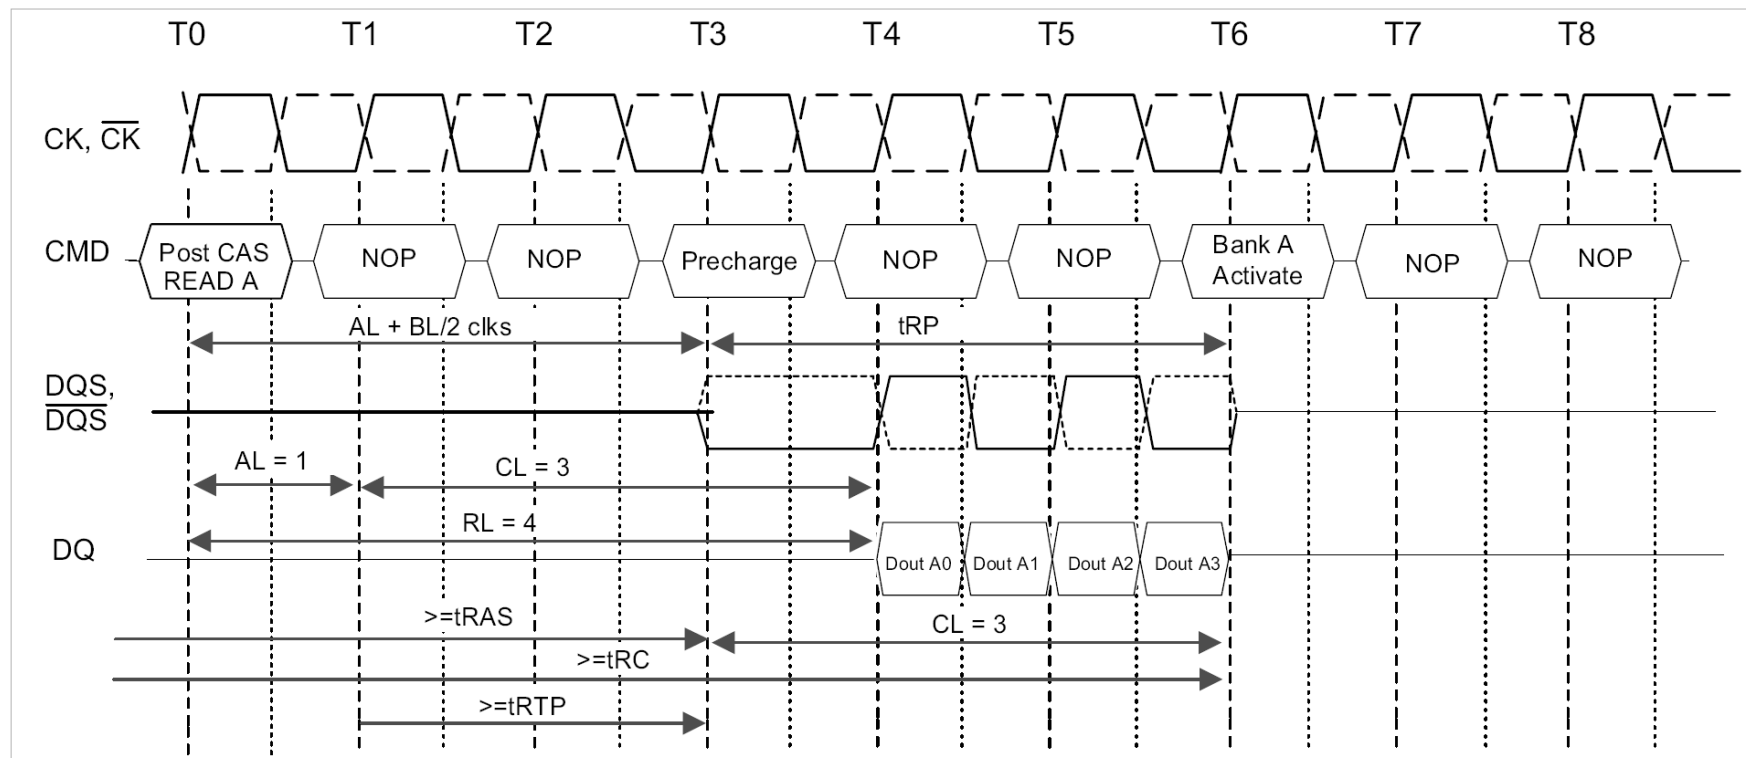 T0 T1 T2 T3 T4 T5 T6 T7 T8
CK, CK
CMD
Post CAS
READ A
NOP
NOP
Precharge
NOP
NOP
Bank A
Activate
NOP
NOP
AL + BL/2 clks
tRP
DQS,
DQS
AL = 1
CL = 3
RL = 4
DQ
Dout A0
Dout A1
Dout A2
Dout A3
>=tRAS
CL = 3
>=tRC
>=tRTP